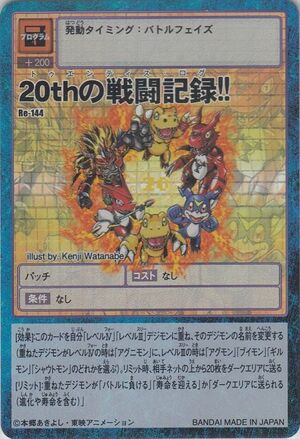 プログラム
+200
はつどう
発動タイミング：バトルフェイズ
トゥエンティース・ログ
20thの戦闘記録!!
Re-144
illust by. Kenji Watanabe
パッチ
コスト なし
条件 なし
[効果]このカードを自分「レベルⅣ」「レベルⅢ」デジモンに重ね、そのデジモンの名前を変更する
（重ねたデジモンがレベルⅣの時は「アグニモン」に、レベルⅢの時は「アグモン」「ブイモン」「ギル
モン」「シャウトモン」のどれかを選ぶ）。リミット時、相手ネット上から20枚をダークエリアに送る
[リミット]：重ねたデジモンが「バトルに負ける」「寿命を迎える」か「ダークエリアに送られる
（進化や寿命を含む）」
©本郷あきよし・東映アニメーション
BANDAI MADE IN JAPAN